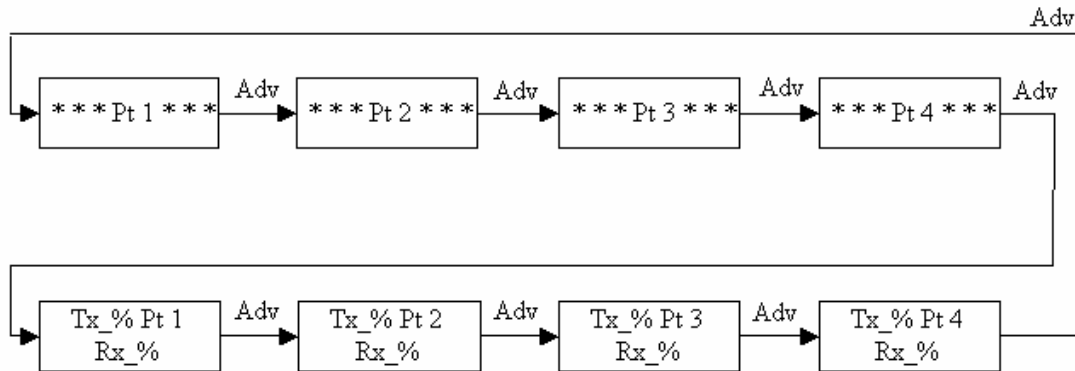 Adv
* * * Pt 1 * * *
Adv
* * * Pt 2 * * *
Adv
* * * Pt 3 * * *
Adv
* * * Pt 4 * * *
Adv
Tx_% Pt 1
Rx_%
Adv
Tx_% Pt 2
Rx_%
Adv
Tx_% Pt 3
Rx_%
Adv
Tx_% Pt 4
Rx_%